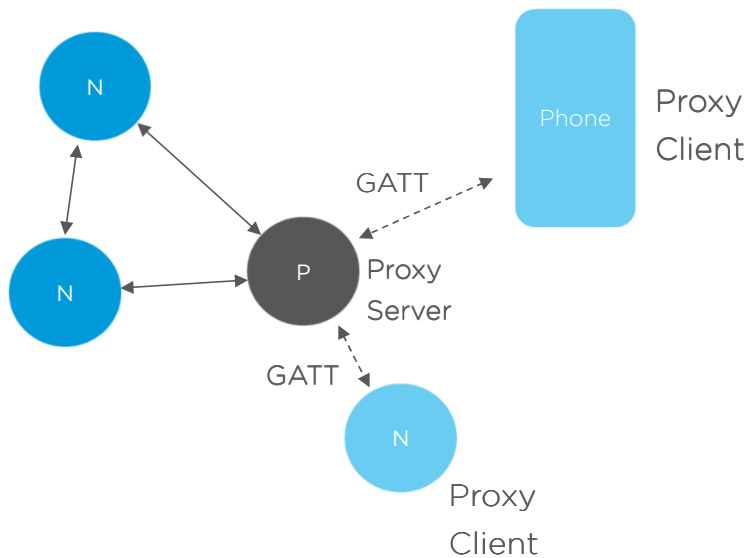 N
Phone
Proxy
Client
GATT
N
P
Proxy
Server
GATT
N
Proxy
Client